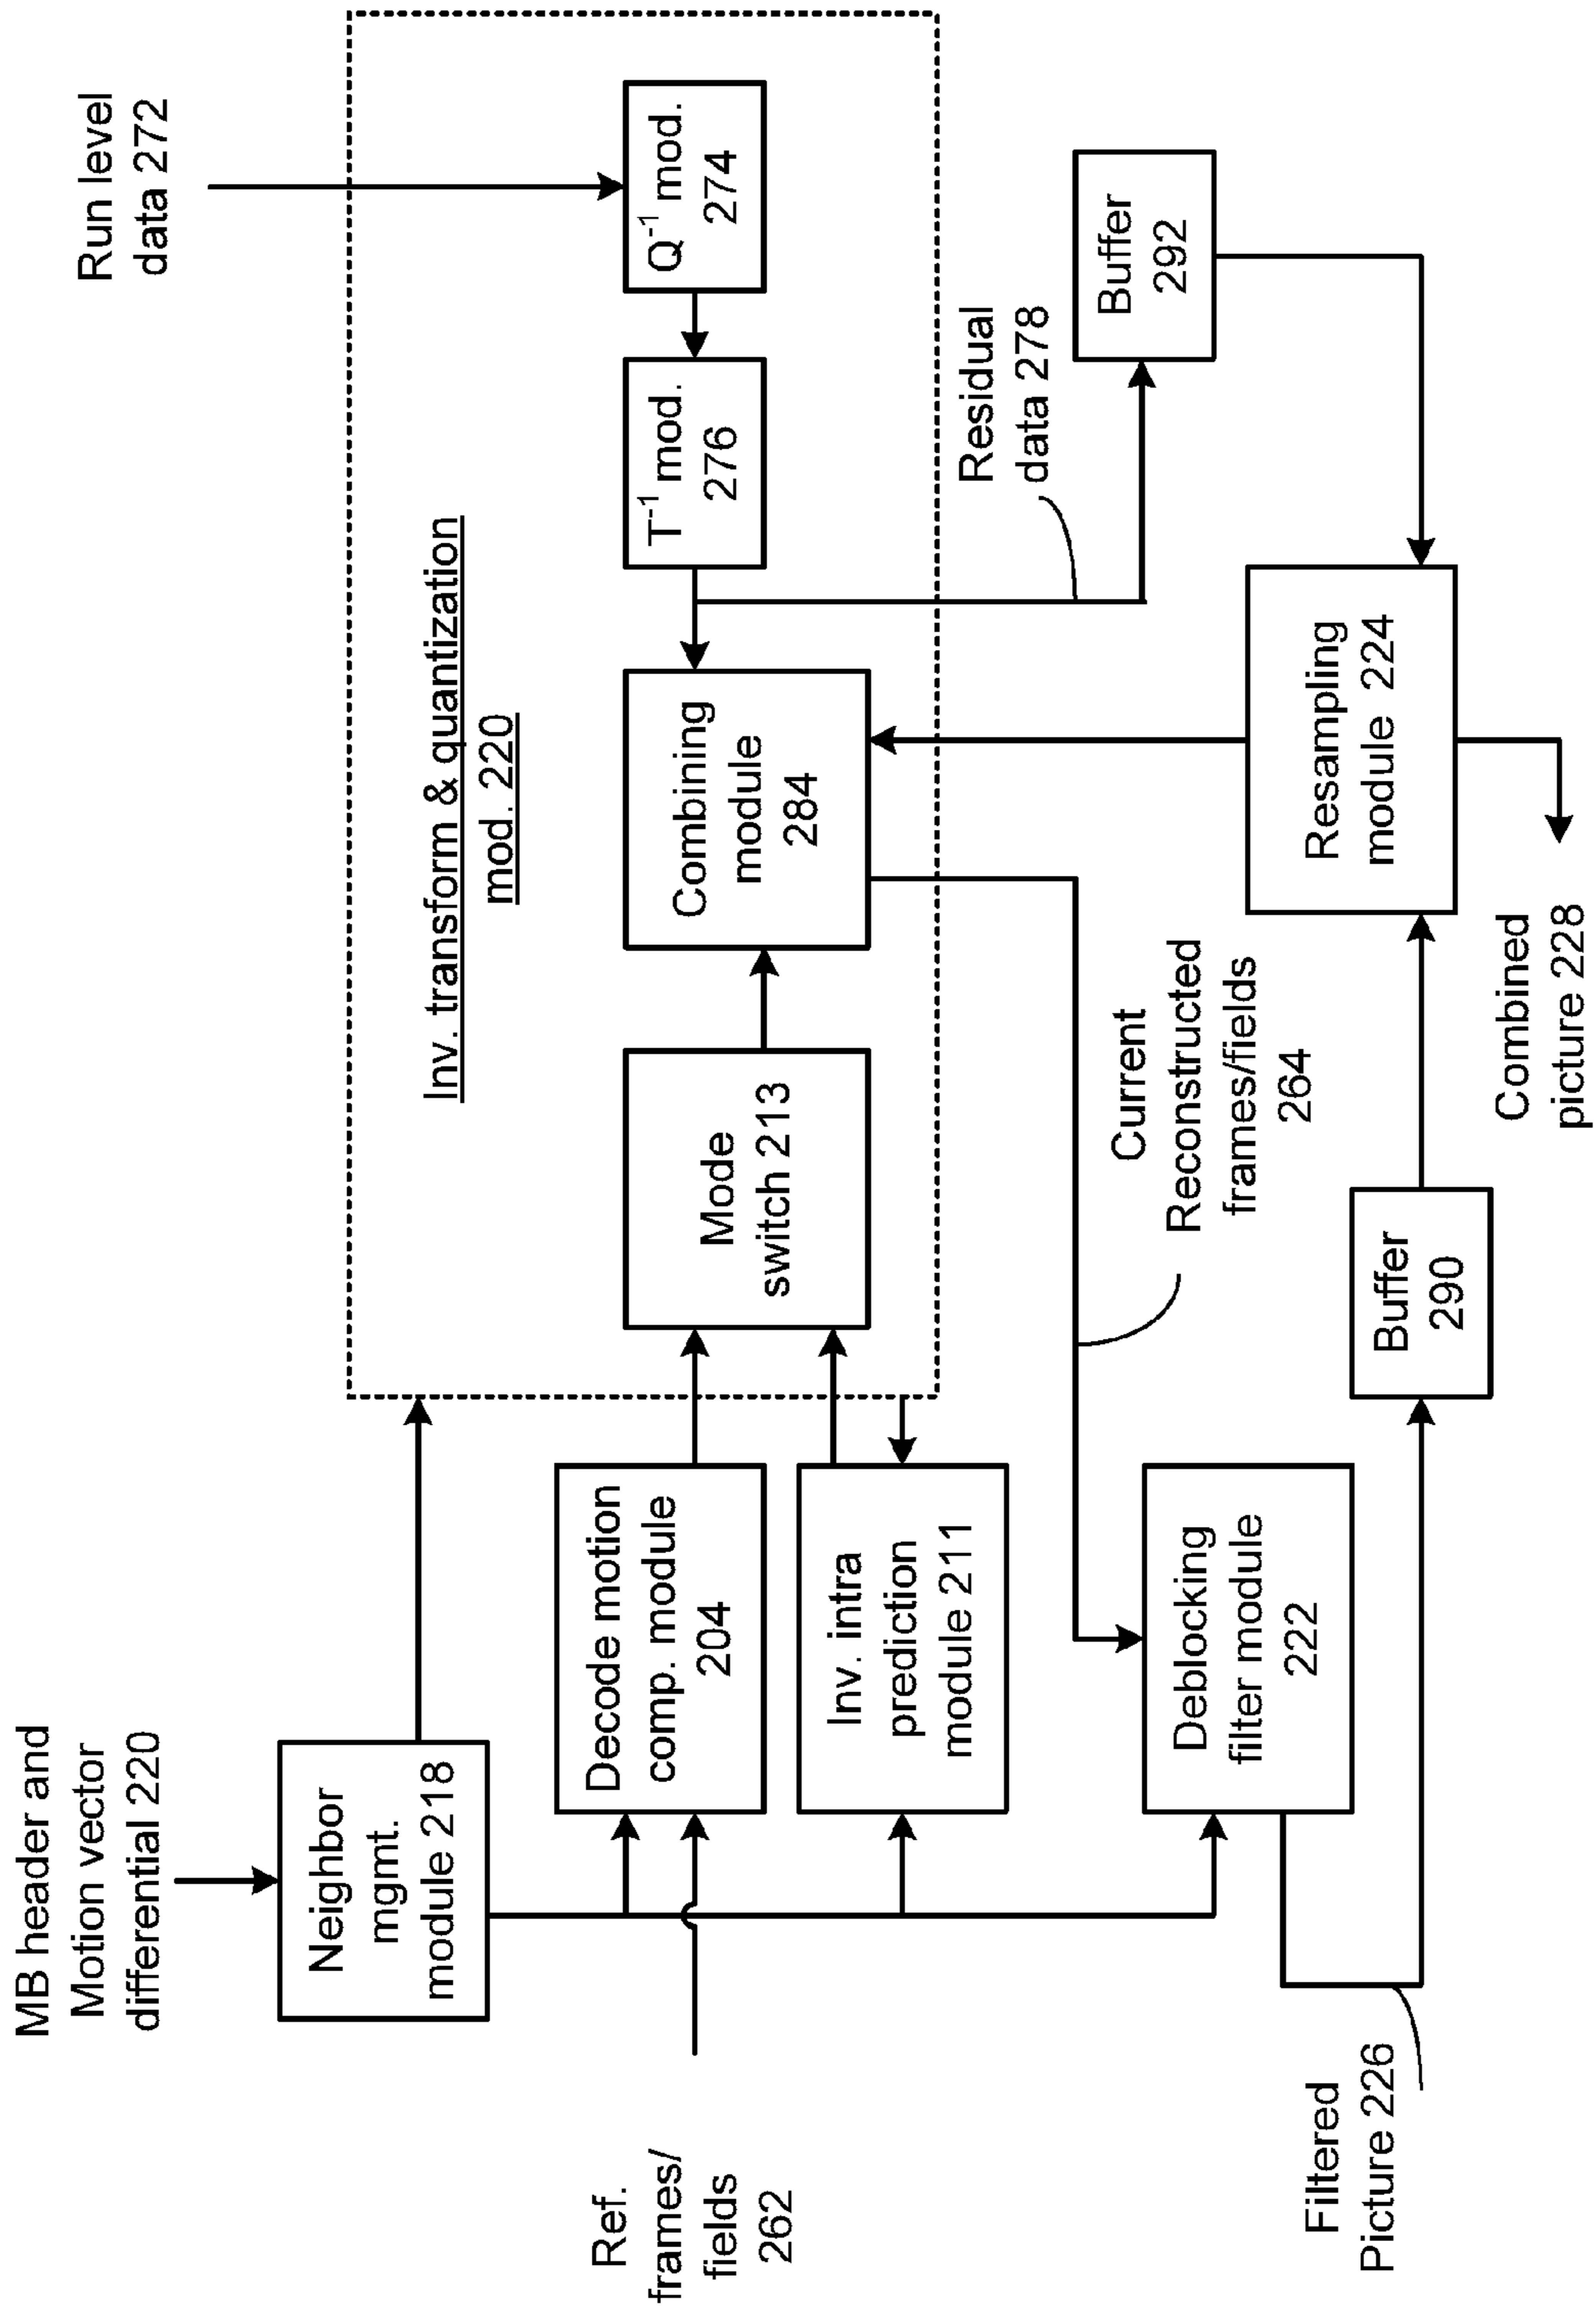 MB header and
Motion vector
differential 220
Run level
data 272
Neighbor
mgmt.
module 218
Inv. transform & quantization
mod. 220
Ref.
frames/
fields
262
Decode motion
comp. module
204
Mode
switch 213
Combining
module
284
T-1 mod.
276
Q-1 mod.
274
Inv. intra
prediction
module 211
Residual
data 278
Current
Reconstructed
frames/fields
264
Buffer
292
Deblocking
filter module
222
Filtered
Picture 226
Buffer
290
Resampling
module 224
Combined
picture 228